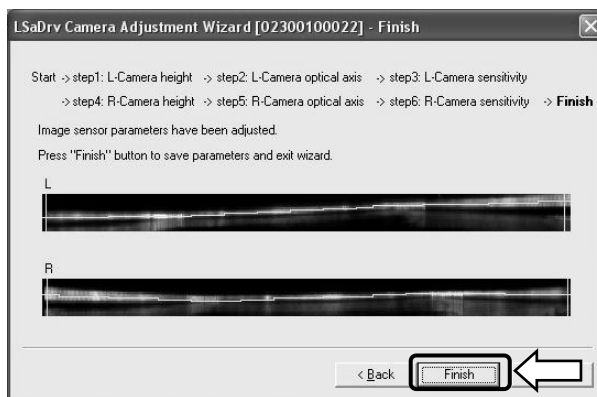 LSaDrv Camera Adjustment Wizard [02300100022] - Finish
Start -> step1: L-Camera height -> step2: L-Camera optical axis -> step3: L-Camera sensitivity
-> step4: R-Camera height -> step5: R-Camera optical axis -> step6: R-Camera sensitivity -> Finish
Image sensor parameters have been adjusted.
Press "Finish" button to save parameters and exit wizard.
L
R
< Back Finish